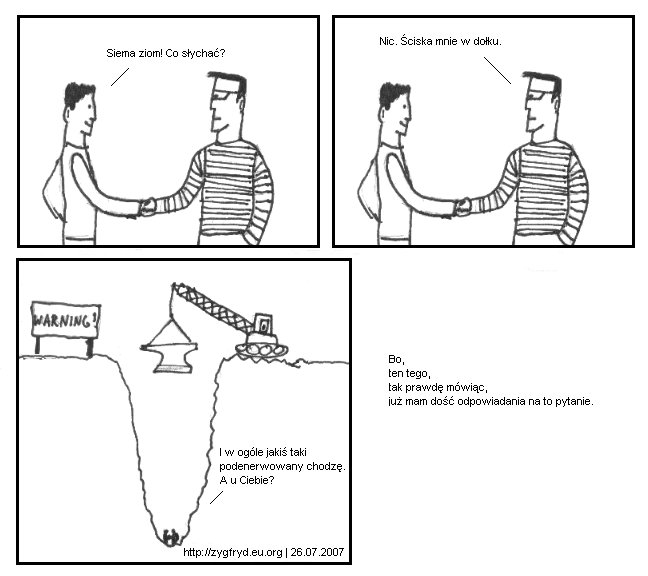 Siema ziom! Co słychać?
Nic. Ściska mnie w dołku.
WARNING!
I w ogóle jakiś taki
podenerwowany chodzę.
A u Ciebie?
http://zygfryd.eu.org | 26.07.2007
Bo,
ten tego,
tak prawdę mówiąc,
już mam dość odpowiadania na to pytanie.